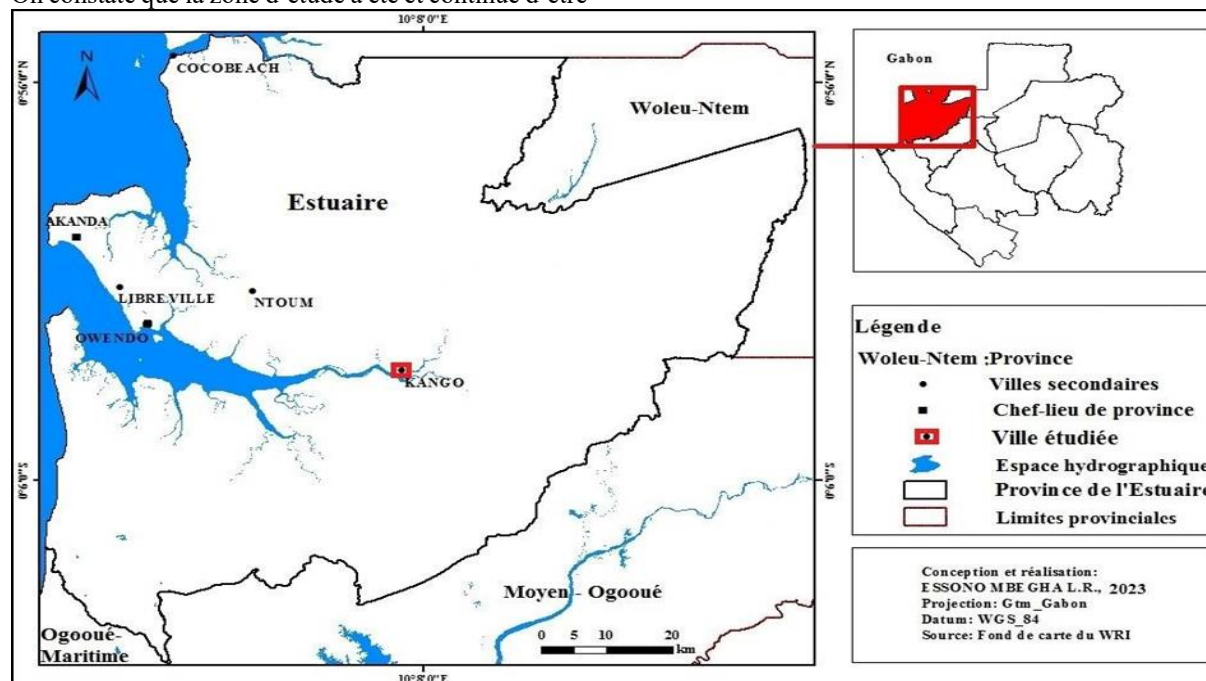 On constate que la zone d'étude a été et continue d'être
10°8'0"E
N
COCOBEACH
0°56'0"N
0°56'0"N
Woleu-Ntem
Estuaire
AKANDA
LIBREVILLE
NTOUM
OWENDO
KANGO
0°6'0"S
0°6'0"S
Moyen - Ogooué
Ogooué-
Maritime
0 5 10 20
km
10°8'0"E
Gabon
Légende
Woleu-Ntem :Province
Villes secondaires
Chef-lieu de province
Ville étudiée
Espace hydrographique
Province de l'Estuaire
Limites provinciales
Conception et réalisation:
ESSONO MBEGHA L.R., 2023
Projection: Gtm_Gabon
Datum: WGS_84
Source: Fond de carte du WRI